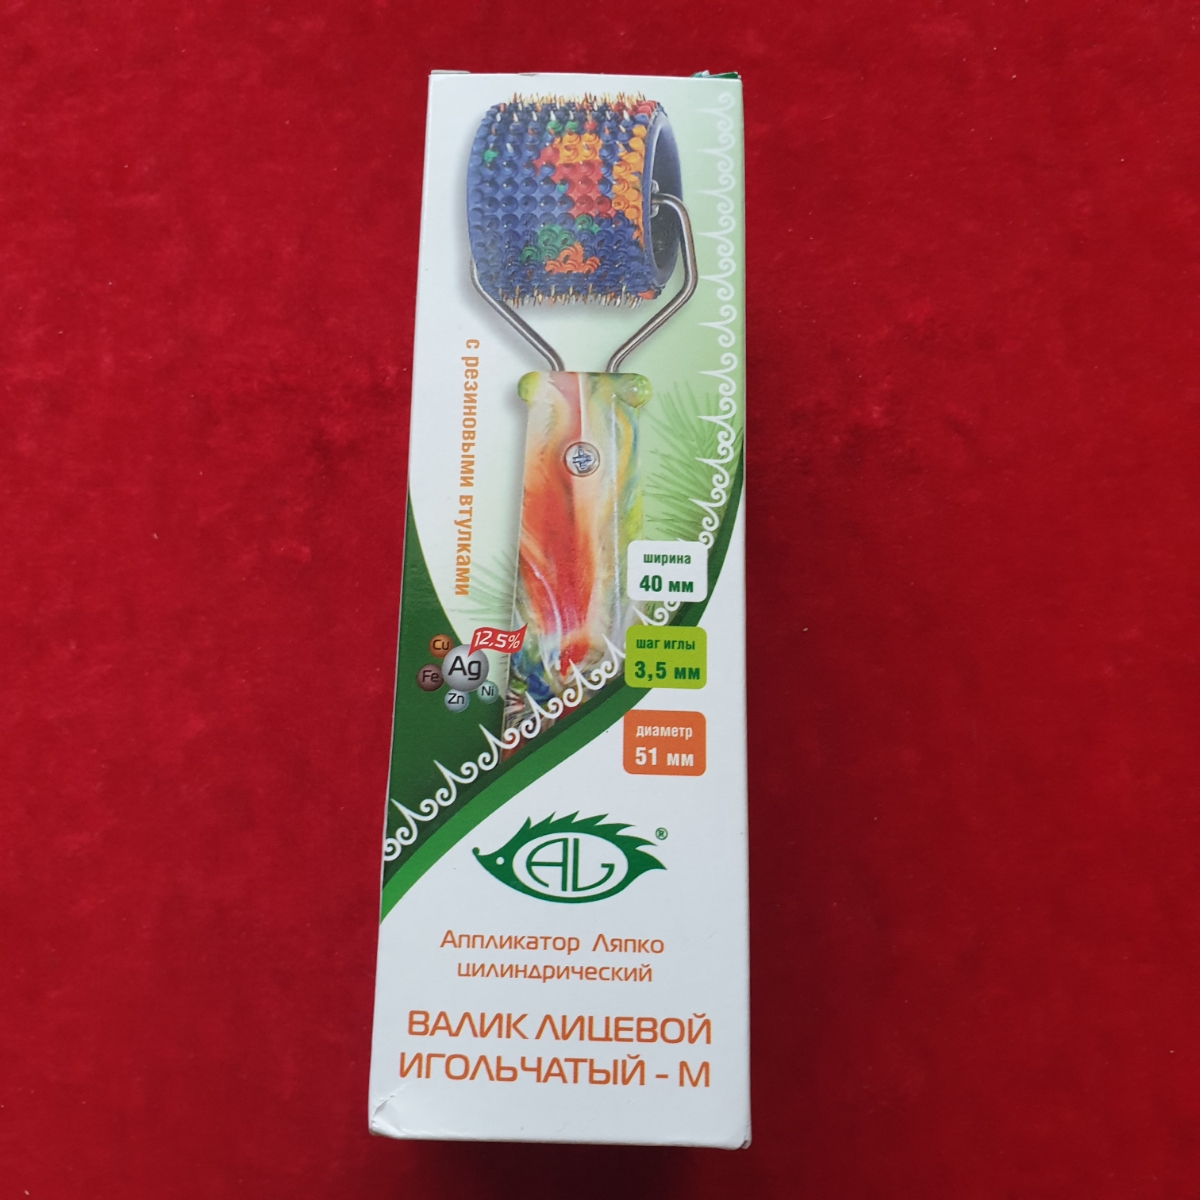 с резиновыми втулками
ширина
40 мм
шаг иглы
3,5 мм
диаметр
51 мм
12,5%
Cu
Ag
Fe
Zn
Ni
AL®
Аппликатор Ляпко
цилиндрический
ВАЛИК ЛИЦЕВОЙ
ИГОЛЬЧАТЫЙ - М